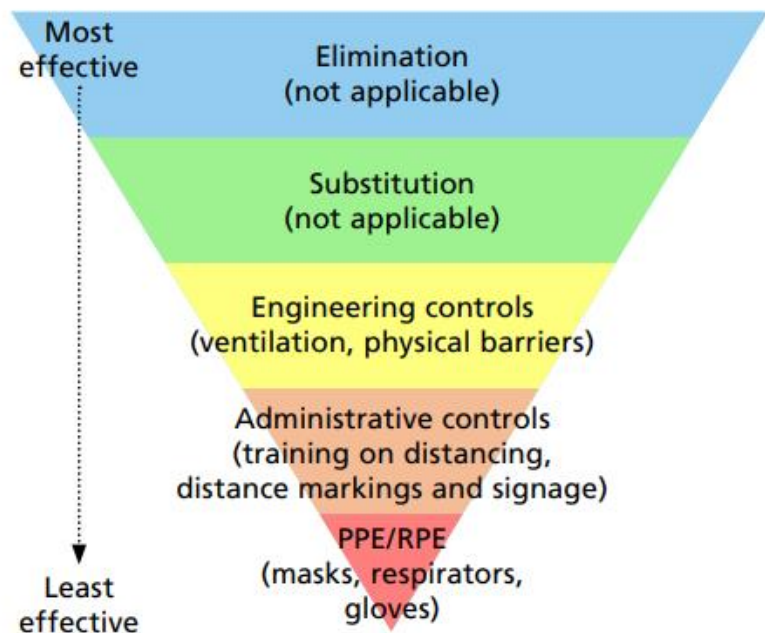 Most
effective
Elimination
(not applicable)
Substitution
(not applicable)
Engineering controls
(ventilation, physical barriers)
Administrative controls
(training on distancing,
distance markings and signage)
PPE/RPE
(masks, respirators,
gloves)
Least
effective